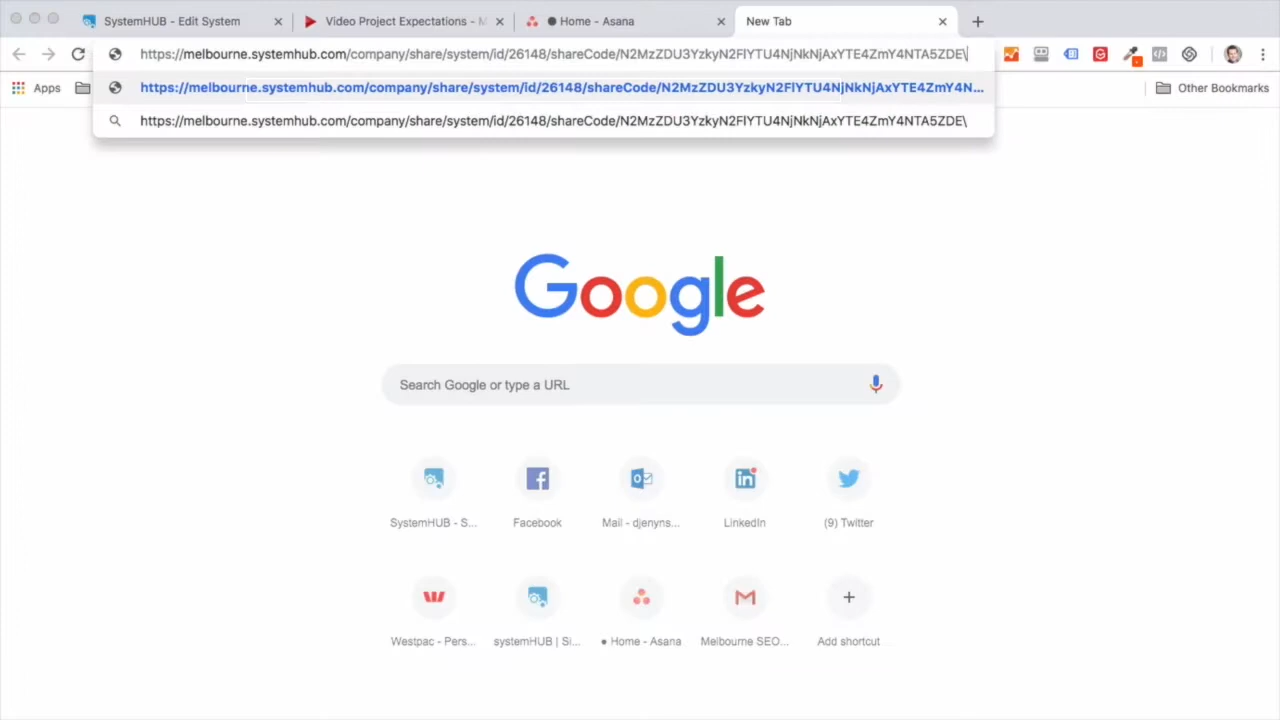 SystemHUB - Edit System
Video Project Expectations - M
Home - Asana
New Tab
https://melbourne.systemhub.com/company/share/system/id/26148/shareCode/N2MzZDU3YzkyN2FlYTU4NjNkNjAxYTE4ZmY4NTA5ZDE\
Apps
https://melbourne.systemhub.com/company/share/system/id/26148/shareCode/N2MzZDU3YzkyN2FlYTU4NjNkNjAxYTE4ZmY4N...
Other Bookmarks
https://melbourne.systemhub.com/company/share/system/id/26148/shareCode/N2MzZDU3YzkyN2FlYTU4NjNkNjAxYTE4ZmY4NTA5ZDE\
Google
Search Google or type a URL
SystemHUB - S...
Facebook
Mail - djenyns...
LinkedIn
(9) Twitter
Westpac - Pers...
systemHUB | Si...
Home - Asana
Melbourne SEO...
Add shortcut